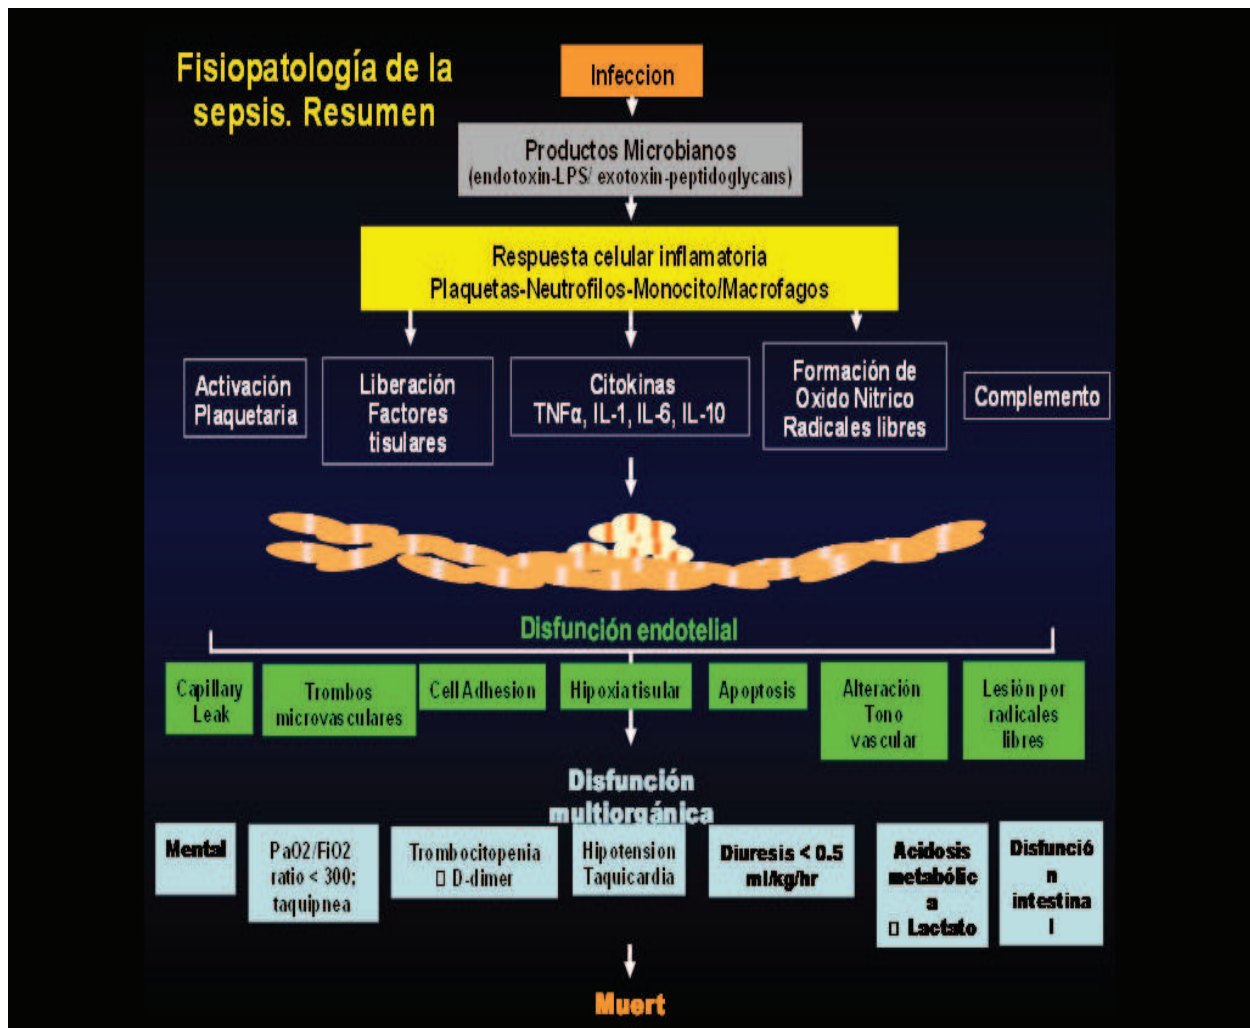 Fisiopatología de la
sepsis. Resumen
Infeccion
Productos Microbianos
(endotoxin-LPS/ exotoxin-peptidoglycans)
Respuesta celular inflamatoria
Plaquetas-Neutrofilos-Monocito/Macrofagos
Activación
Plaquetaria
Liberación
Factores
tisulares
Citokinas
TNFα, IL-1, IL-6, IL-10
Formación de
Oxido Nitrico
Radicales libres
Complemento
Disfunción endotelial
Capillary
Leak
Trombos
microvasculares
Cell Adhesion
Hipoxia tisular
Apoptosis
Alteración
Tono
vascular
Lesión por
radicales
libres
Disfunción
multiorgánica
Mental
PaO2/FiO2
ratio < 300;
taquipnea
Trombocitopenia
▯ D-dimer
Hipotension
Taquicardia
Diuresis < 0.5
ml/kg/hr
Acidosis
metabólic
a
▯ Lactato
Disfunció
n
intestina
l
Muert